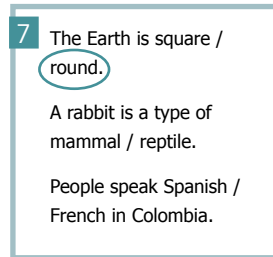 7
The Earth is square /
round.
A rabbit is a type of
mammal / reptile.
People speak Spanish /
French in Colombia.